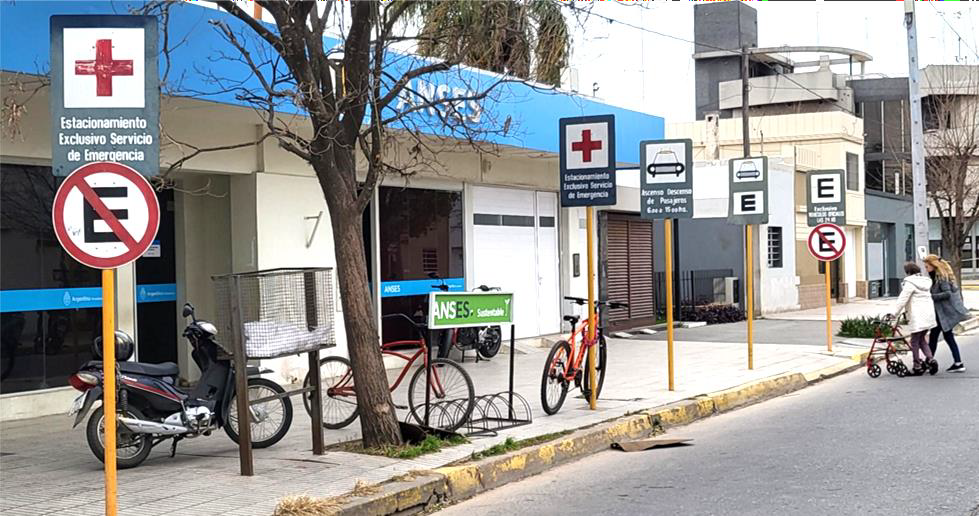 Estacionamiento
Exclusivo Servicio
de Emergencia
E
ANSES
Estacionamiento
Exclusivo Servicio
de Emergencia
Ascenso Descenso
de Pasajeros
E
E
Exclusivo
E
ANSES
ANSES.
Sustentable